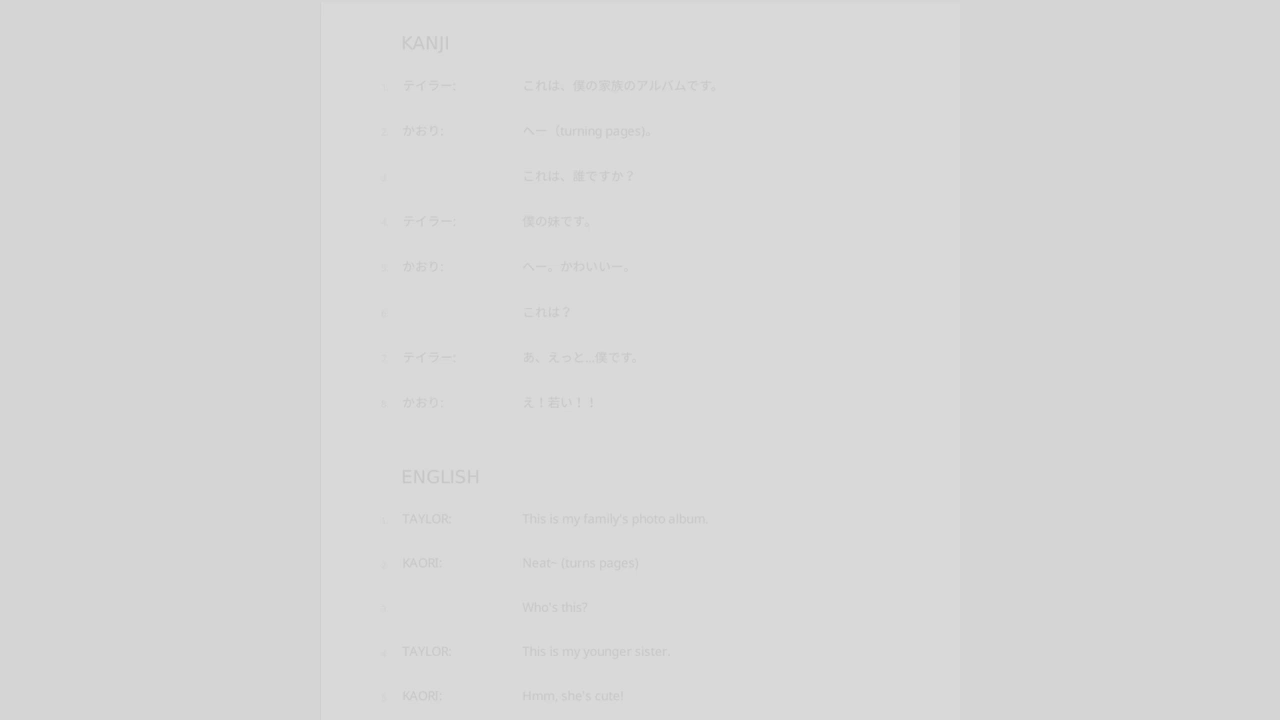 KANJI
テイラー: これは、僕の家族のアルバムです。
かおり: へー（turning pages)。
これは、誰ですか？
テイラー: 僕の妹です。
かおり: へー。かわいいー。
これは？
テイラー: あ、えっと...僕です。
かおり: え！若い！！
ENGLISH
TAYLOR: This is my family's photo album.
KAORI: Neat~ (turns pages)
Who's this?
TAYLOR: This is my younger sister.
KAORI: Hmm, she's cute!